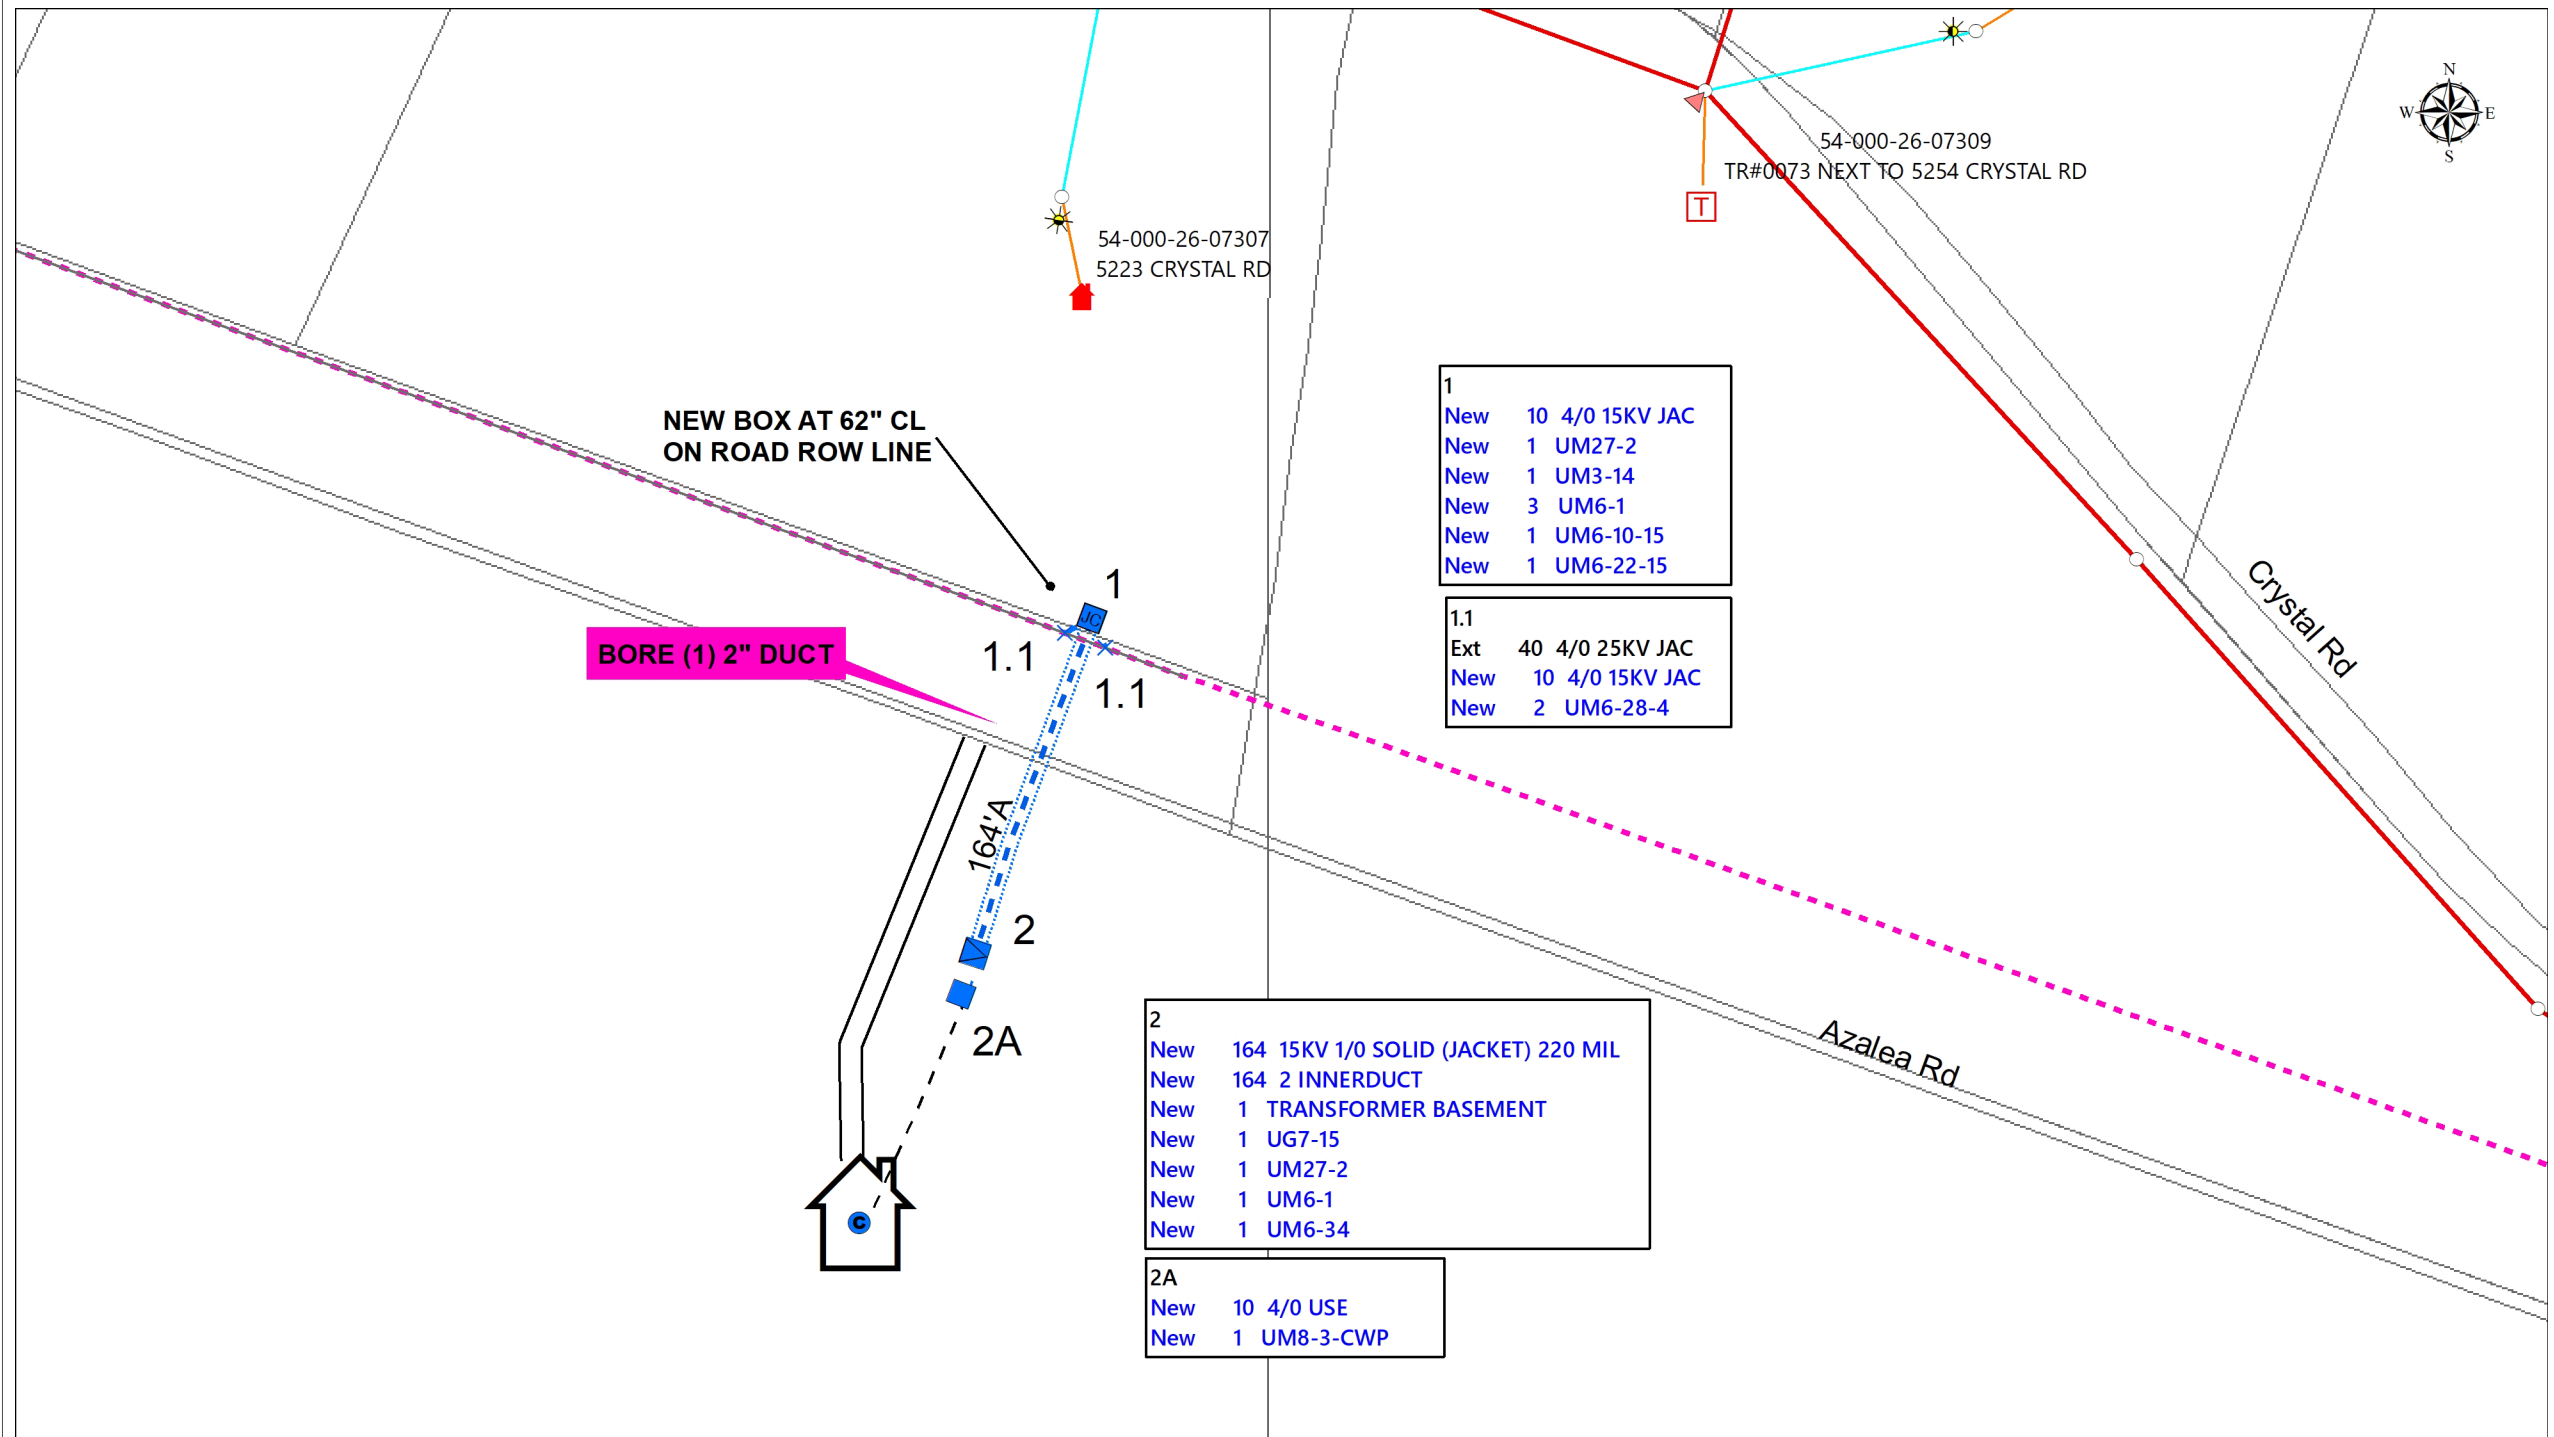 N
W E
S
54-000-26-07309
TR#0073 NEXT TO 5254 CRYSTAL RD
T
54-000-26-07307
5223 CRYSTAL RD
1
New 10 4/0 15KV JAC
New 1 UM27-2
New 1 UM3-14
New 3 UM6-1
New 1 UM6-10-15
New 1 UM6-22-15
NEW BOX AT 62" CL
ON ROAD ROW LINE
1
JC
1.1
1.1
1.1
Ext 40 4/0 25KV JAC
New 10 4/0 15KV JAC
New 2 UM6-28-4
Crystal Rd
BORE (1) 2" DUCT
164'A
2
2A
Azalea Rd
2
New 164 15KV 1/0 SOLID (JACKET) 220 MIL
New 164 2 INNERDUCT
New 1 TRANSFORMER BASEMENT
New 1 UG7-15
New 1 UM27-2
New 1 UM6-1
New 1 UM6-34
C
2A
New 10 4/0 USE
New 1 UM8-3-CWP